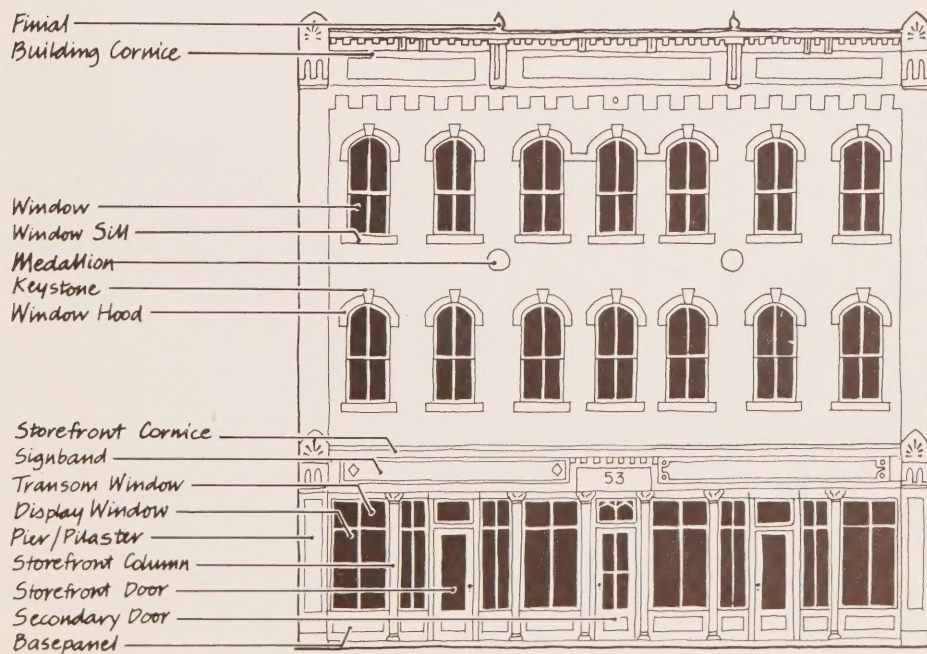 Finial
Building Cornice
Window
Window Sill
Medallion
Keystone
Window Hood
Storefront Cornice
Signband
Transom Window
53
Display Window
Pier/Pilaster
Storefront Column
Storefront Door
Secondary Door
Basepanel